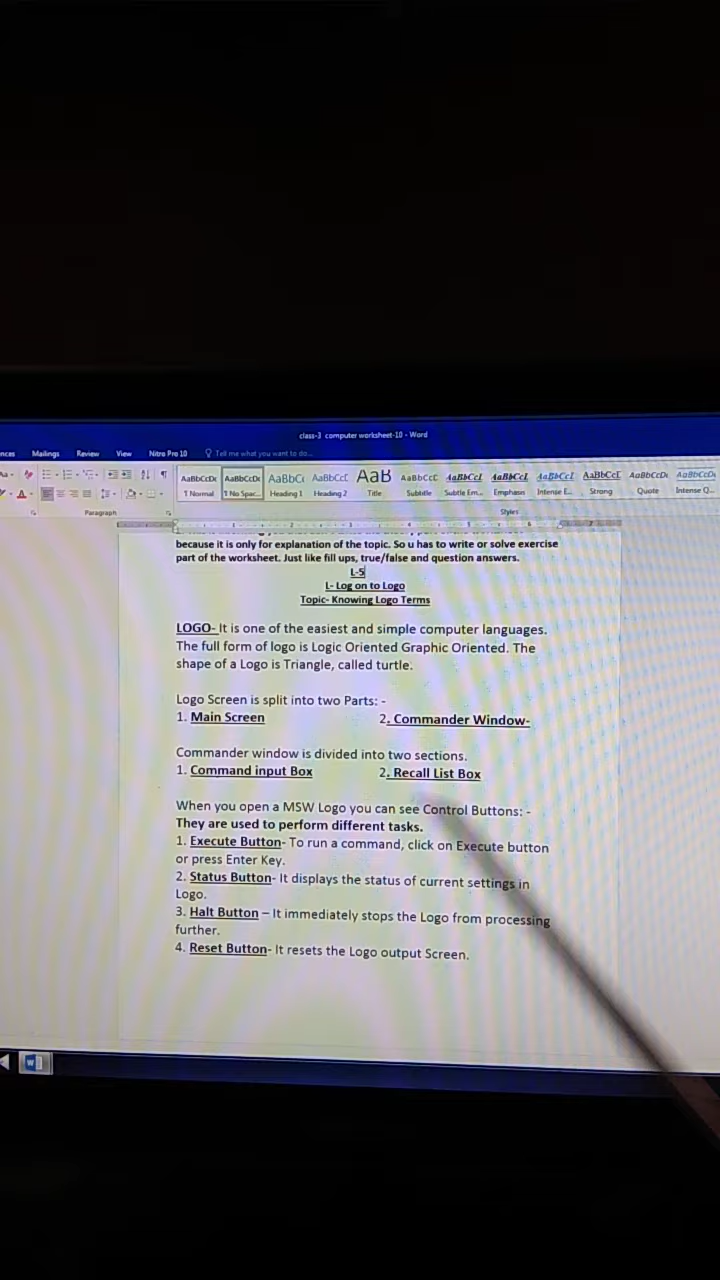 class-3 computer worksheet-10 - Word
nces Mailings Review View Nitro Pro 10 Tell me what you want to do...
AaBbCcDc AaBbCcDc AaBbCc AaBbCcC AaB AaBbCcC AaBbCcI AaBbCcI AaBbCcI AaBbCcI AaBbCcDc AaBbCcDc
¶ Normal ¶ No Spac... Heading 1 Heading 2 Title Subtitle Subtle Em... Emphasis Intense E... Strong Quote Intense Q...
Paragraph Styles
because it is only for explanation of the topic. So u has to write or solve exercise
part of the worksheet. Just like fill ups, true/false and question answers.
L-5
L- Log on to Logo
Topic- Knowing Logo Terms
LOGO- It is one of the easiest and simple computer languages.
The full form of logo is Logic Oriented Graphic Oriented. The
shape of a Logo is Triangle, called turtle.
Logo Screen is split into two Parts: -
1. Main Screen 2. Commander Window-
Commander window is divided into two sections.
1. Command input Box 2. Recall List Box
When you open a MSW Logo you can see Control Buttons: -
They are used to perform different tasks.
1. Execute Button- To run a command, click on Execute button
or press Enter Key.
2. Status Button- It displays the status of current settings in
Logo.
3. Halt Button – It immediately stops the Logo from processing
further.
4. Reset Button- It resets the Logo output Screen.